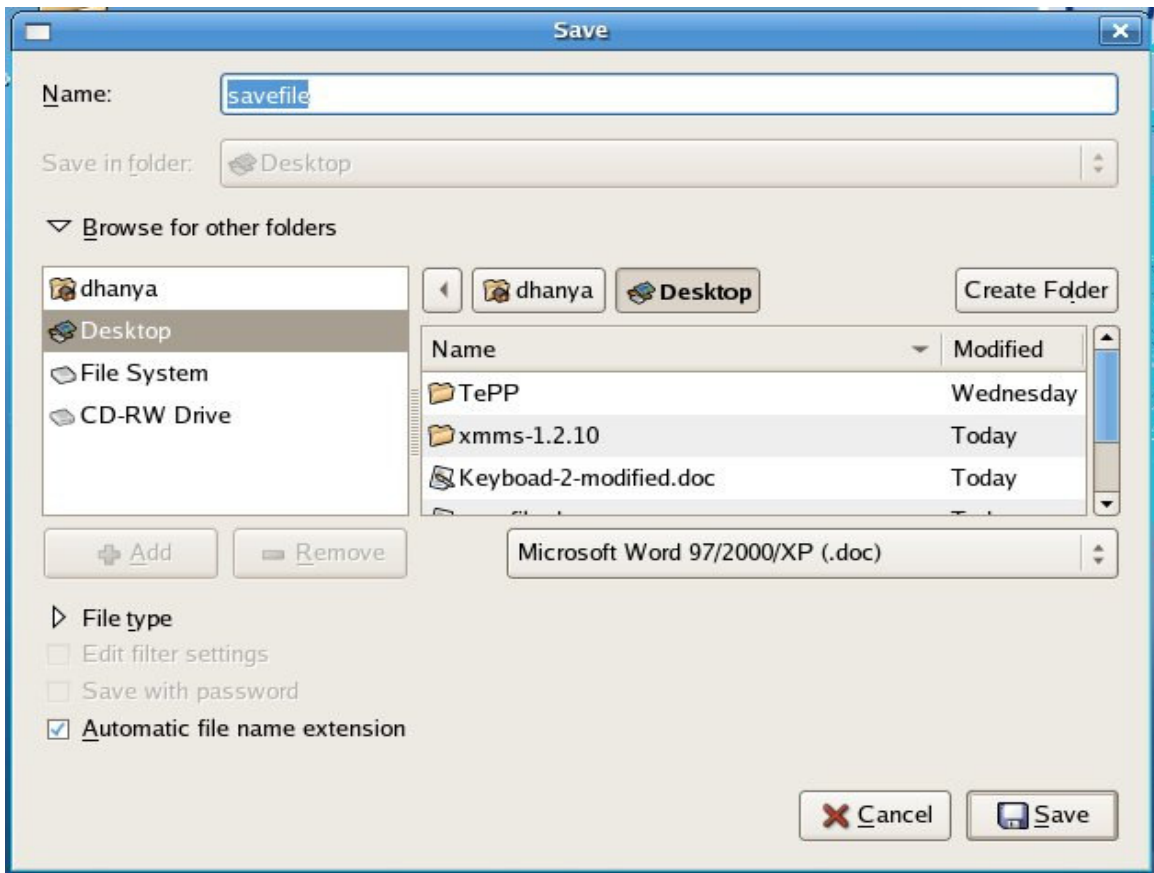 Save
Name: savefile
Save in folder: Desktop
Browse for other folders
dhanya
Desktop
File System
CD-RW Drive
dhanya Desktop Create Folder
Name Modified
TePP Wednesday
xmms-1.2.10 Today
Keyboad-2-modified.doc Today
Add Remove Microsoft Word 97/2000/XP (.doc)
File type
Edit filter settings
Save with password
Automatic file name extension
Cancel Save